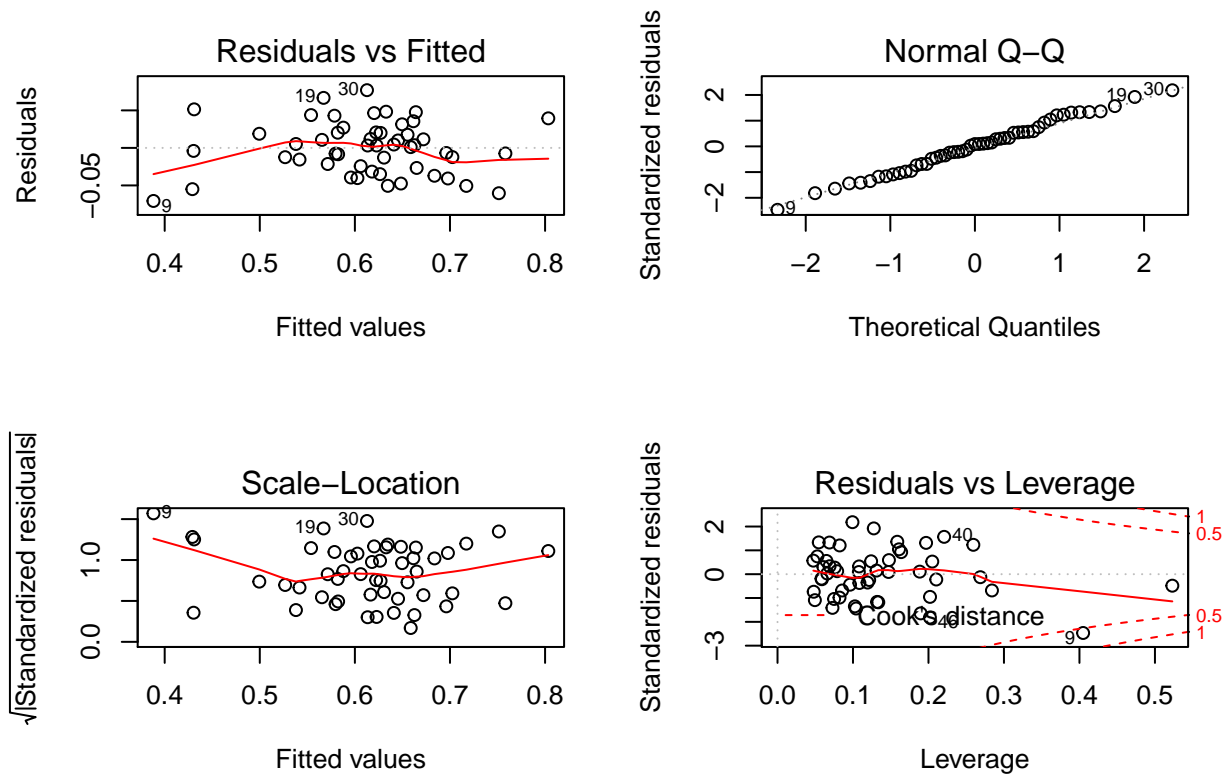 Residuals vs Fitted
Residuals
−0.05
19
30
9
0.4 0.5 0.6 0.7 0.8
Fitted values
Normal Q−Q
Standardized residuals
−2 0 2
19
30
9
−2 −1 0 1 2
Theoretical Quantiles
Scale−Location
√|Standardized residuals|
0.0 1.0
9
19
30
0.4 0.5 0.6 0.7 0.8
Fitted values
Residuals vs Leverage
Standardized residuals
−3 0 2
40
46
9
Cook's distance
1
0.5
0.5
1
0.0 0.1 0.2 0.3 0.4 0.5
Leverage